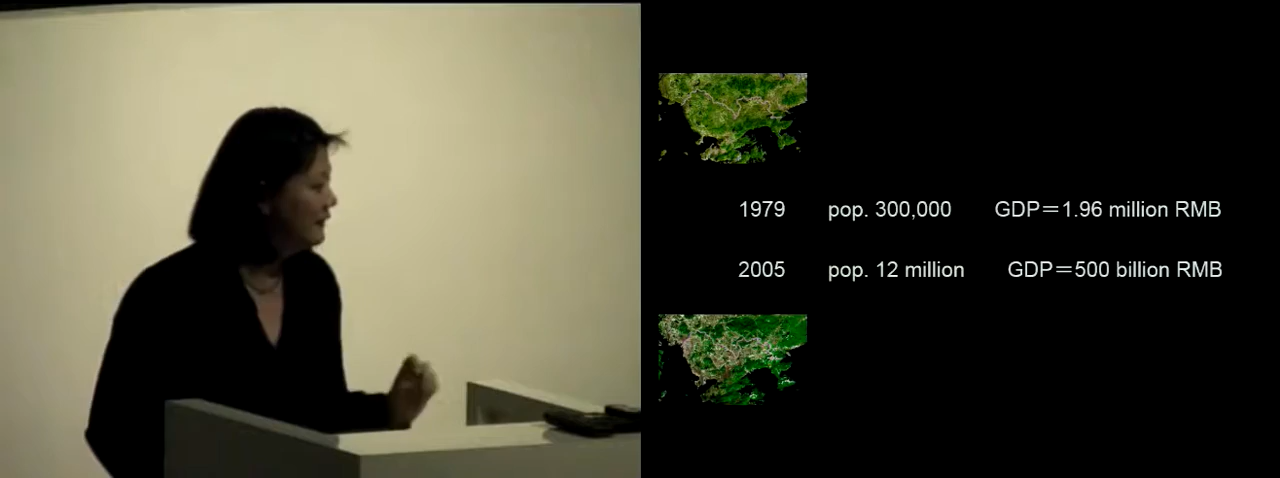 1979 pop. 300,000 GDP＝1.96 million RMB
2005 pop. 12 million GDP＝500 billion RMB